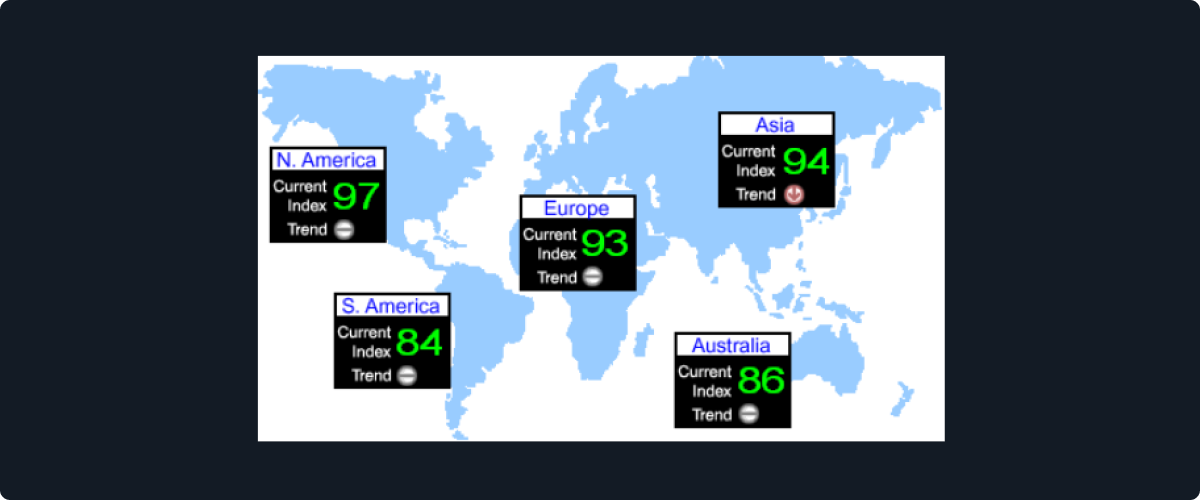 N. America
Current 97
Index
Trend
S. America
Current 84
Index
Trend
Europe
Current 93
Index
Trend
Asia
Current 94
Index
Trend
Australia
Current 86
Index
Trend